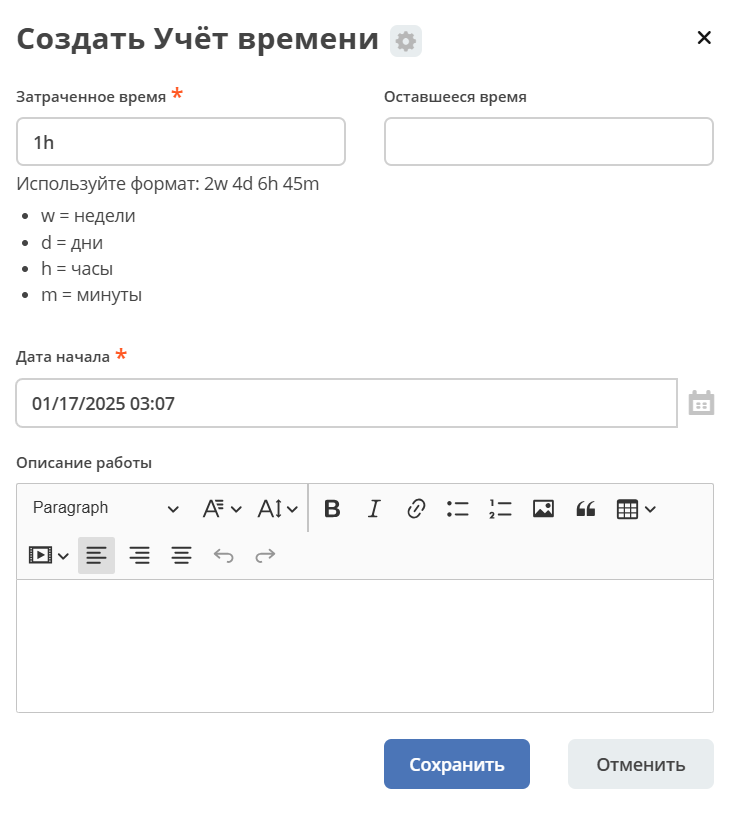 Создать Учёт времени
Затраченное время *
Оставшееся время
1h
Используйте формат: 2w 4d 6h 45m
• w = недели
• d = дни
• h = часы
• m = минуты
Дата начала *
01/17/2025 03:07
Описание работы
Paragraph
Сохранить
Отменить